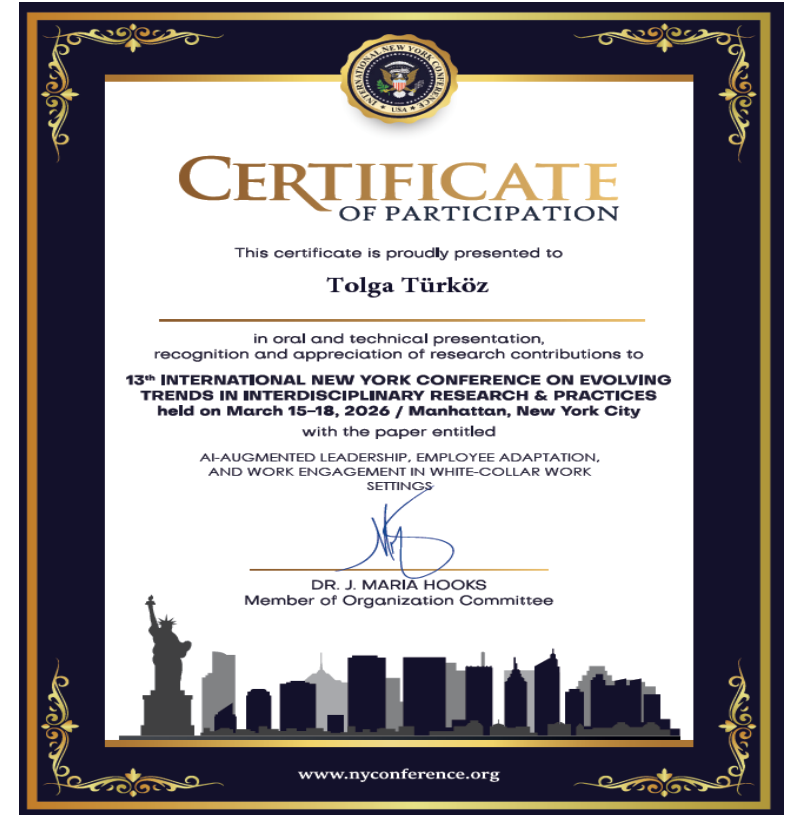 INTERNATIONAL NEW YORK CONFERENCE
USA
CERTIFICATE
OF PARTICIPATION
This certificate is proudly presented to
Tolga Türköz
in oral and technical presentation,
recognition and appreciation of research contributions to
13th INTERNATIONAL NEW YORK CONFERENCE ON EVOLVING
TRENDS IN INTERDISCIPLINARY RESEARCH & PRACTICES
held on March 15–18, 2026 / Manhattan, New York City
with the paper entitled
AI-AUGMENTED LEADERSHIP, EMPLOYEE ADAPTATION,
AND WORK ENGAGEMENT IN WHITE-COLLAR WORK
SETTINGS
DR. J. MARIA HOOKS
Member of Organization Committee
www.nyconference.org